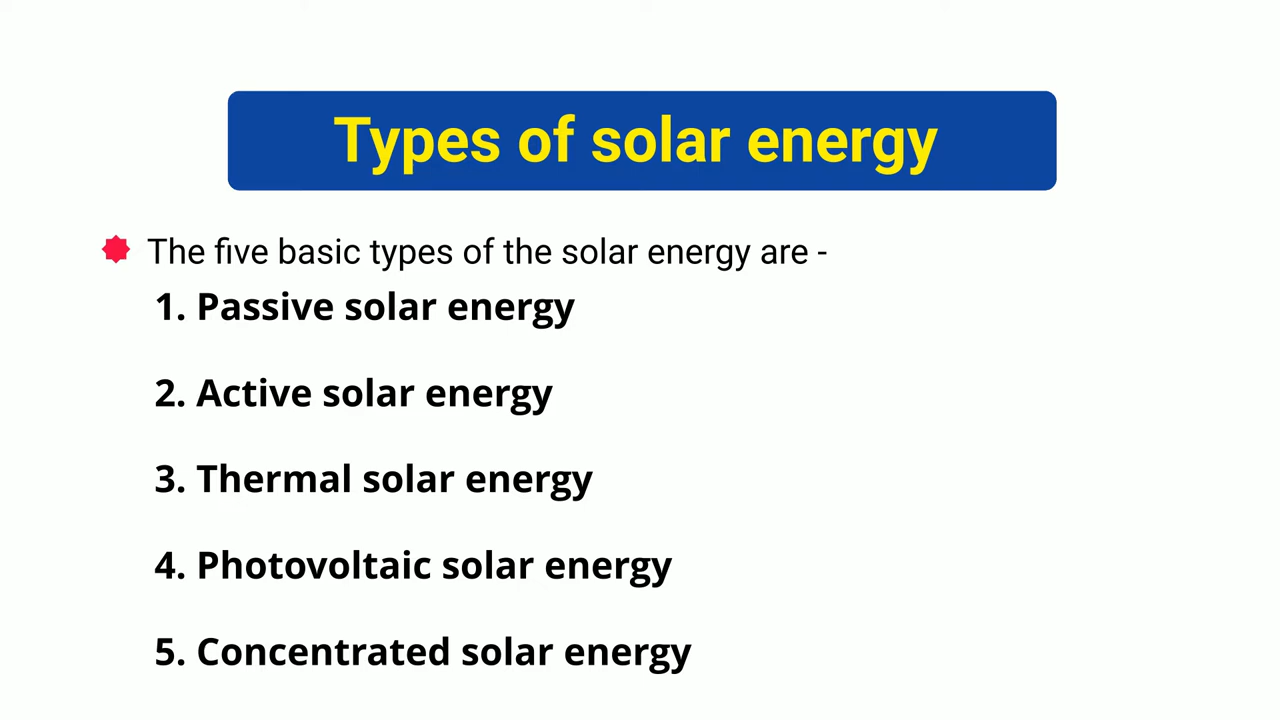 Types of solar energy
The five basic types of the solar energy are -
1. Passive solar energy
2. Active solar energy
3. Thermal solar energy
4. Photovoltaic solar energy
5. Concentrated solar energy